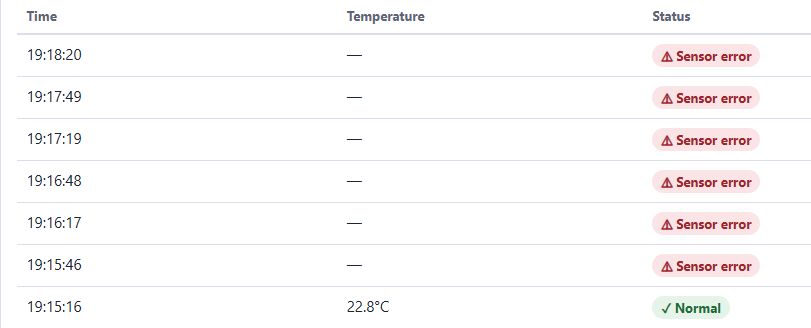 Time Temperature Status
19:18:20 — ⚠ Sensor error
19:17:49 — ⚠ Sensor error
19:17:19 — ⚠ Sensor error
19:16:48 — ⚠ Sensor error
19:16:17 — ⚠ Sensor error
19:15:46 — ⚠ Sensor error
19:15:16 22.8°C ✓ Normal